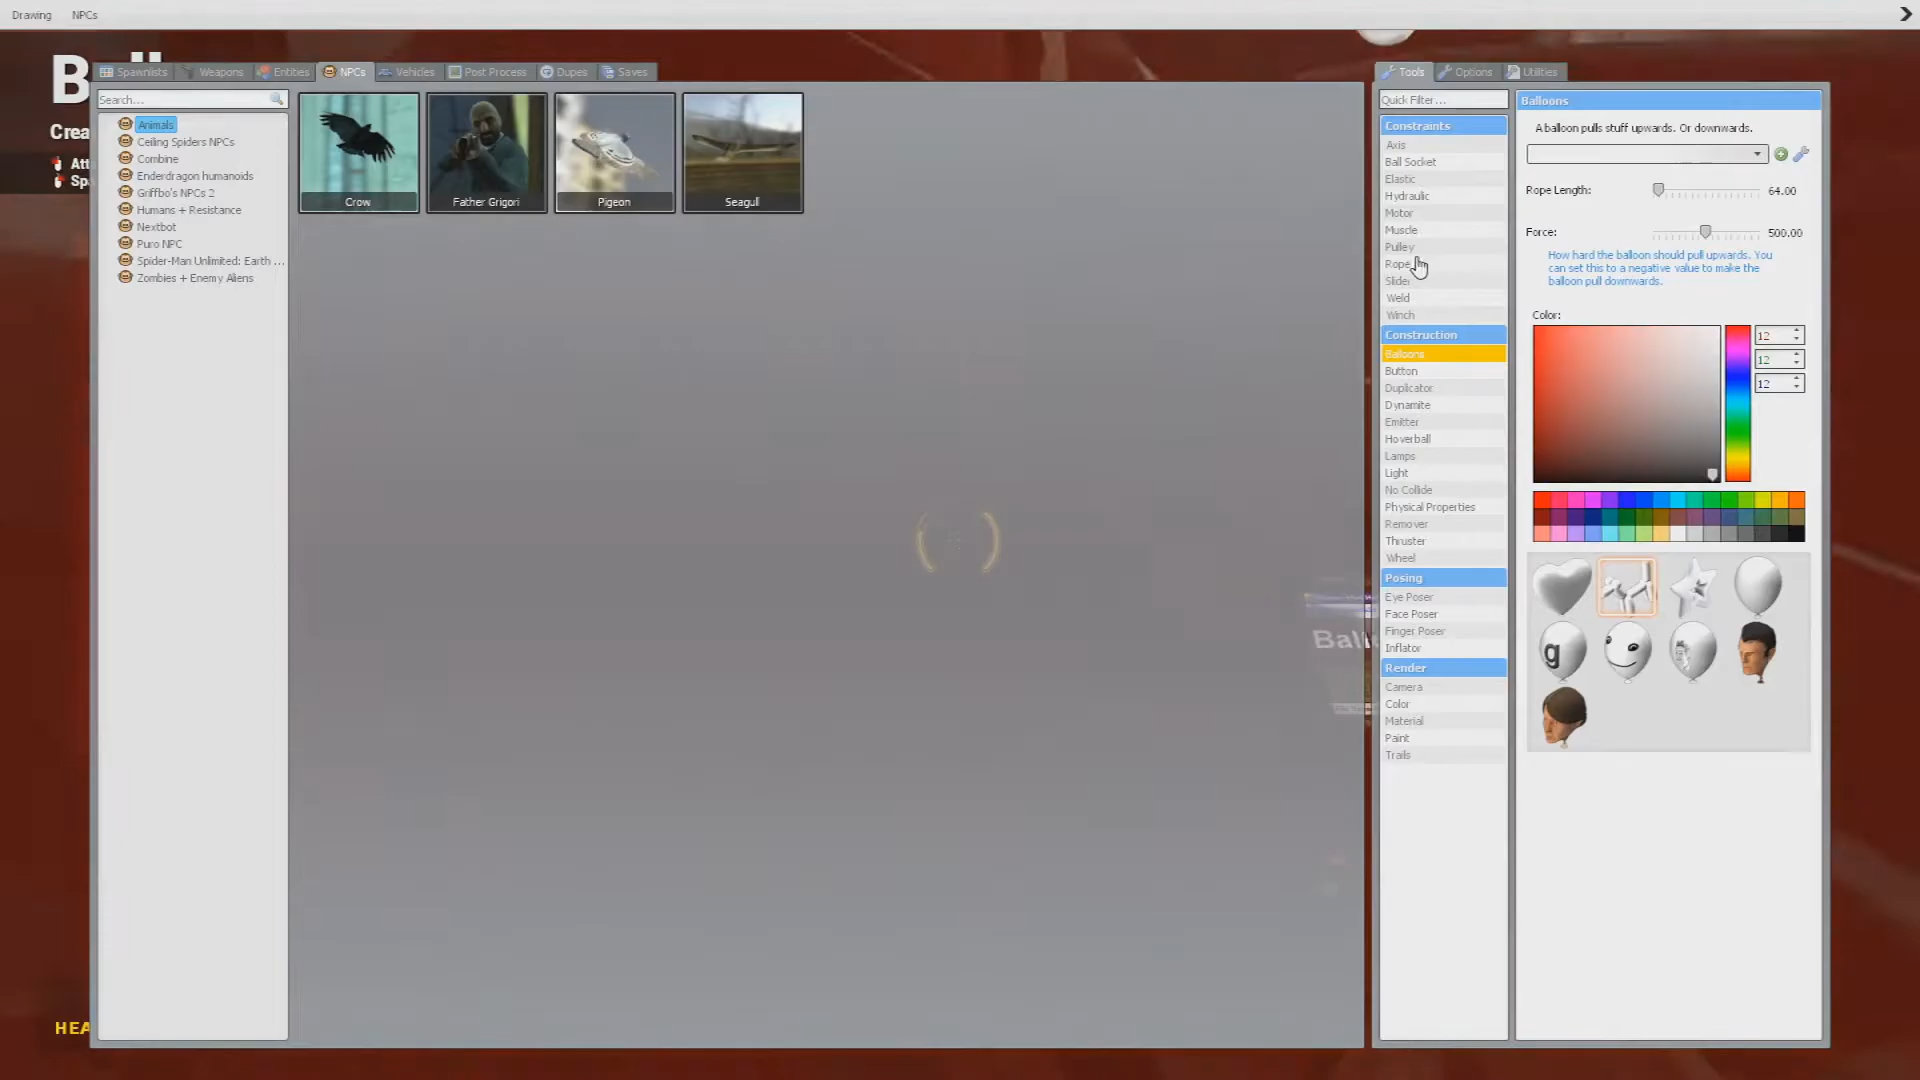 Drawing NPCs
Crea
Att
Sp
Spawnlists Weapons Entities NPCs Vehicles Post Process Dupes Saves
Search...
Animals
Ceiling Spiders NPCs
Combine
Enderdragon humanoids
Griffbo's NPCs 2
Humans + Resistance
Nextbot
Puro NPC
Spider-Man Unlimited: Earth ...
Zombies + Enemy Aliens
Crow
Father Grigori
Pigeon
Seagull
HEA
Ball
Tools Options Utilities
Quick Filter...
Constraints
Axis
Ball Socket
Elastic
Hydraulic
Motor
Muscle
Pulley
Rope
Slider
Weld
Winch
Construction
Balloons
Button
Duplicator
Dynamite
Emitter
Hoverball
Lamps
Light
No Collide
Physical Properties
Remover
Thruster
Wheel
Posing
Eye Poser
Face Poser
Finger Poser
Inflator
Render
Camera
Color
Material
Paint
Trails
Balloons
A balloon pulls stuff upwards. Or downwards.
Rope Length: 64.00
Force: 500.00
How hard the balloon should pull upwards. You
can set this to a negative value to make the
balloon pull downwards.
Color:
12
12
12
g